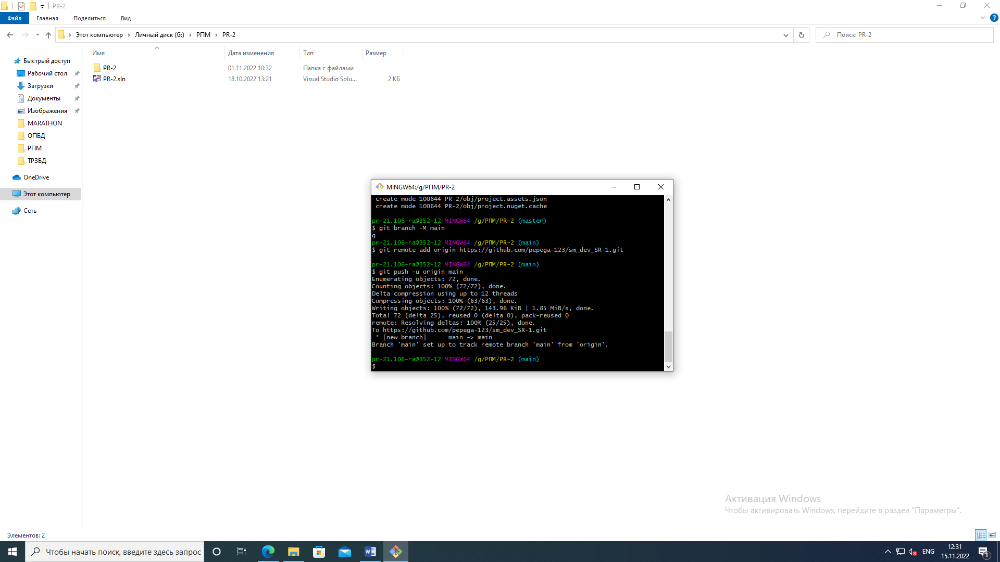 PR-2
Файл Главная Поделиться Вид
Этот компьютер Личный диск (G:) РПМ PR-2
Поиск: PR-2
Имя Дата изменения Тип Размер
PR-2 01.11.2022 10:32 Папка с файлами
PR-2.sln 18.10.2022 13:21 Visual Studio Solu... 2 КБ
Быстрый доступ
Рабочий стол
Загрузки
Документы
Изображения
MARATHON
ОПБД
РПМ
ТРЗБД
OneDrive
Этот компьютер
Сеть
MINGW64:/g/РПМ/PR-2
create mode 100644 PR-2/obj/project.assets.json
create mode 100644 PR-2/obj/project.nuget.cache
pr-21.106-ra@352-12 MINGW64 /g/РПМ/PR-2 (master)
$ git branch -M main
g
pr-21.106-ra@352-12 MINGW64 /g/РПМ/PR-2 (main)
$ git remote add origin https://github.com/pepega-123/sm_dev_SR-1.git
pr-21.106-ra@352-12 MINGW64 /g/РПМ/PR-2 (main)
$ git push -u origin main
Enumerating objects: 72, done.
Counting objects: 100% (72/72), done.
Delta compression using up to 12 threads
Compressing objects: 100% (63/63), done.
Writing objects: 100% (72/72), 143.96 KiB | 1.85 MiB/s, done.
Total 72 (delta 25), reused 0 (delta 0), pack-reused 0
remote: Resolving deltas: 100% (25/25), done.
To https://github.com/pepega-123/sm_dev_SR-1.git
* [new branch] main -> main
Branch 'main' set up to track remote branch 'main' from 'origin'.
pr-21.106-ra@352-12 MINGW64 /g/РПМ/PR-2 (main)
$
Активация Windows
Чтобы активировать Windows, перейдите в раздел "Параметры".
Элементов: 2
Чтобы начать поиск, введите здесь запрос
ENG
12:31
15.11.2022
1